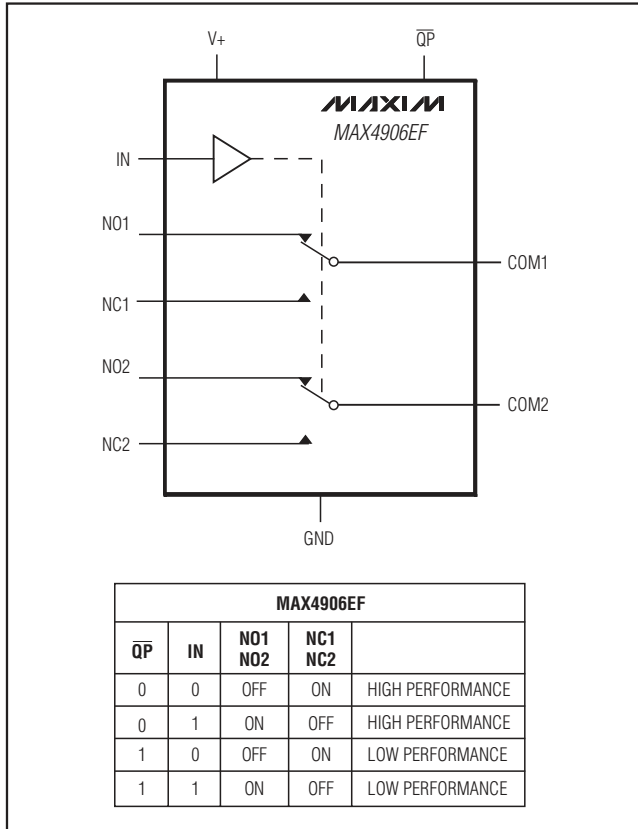 V+ Q̅P̅
MAXIM
MAX4906EF
IN
NO1
COM1
NC1
NO2
COM2
NC2
GND
MAX4906EF
Q̅P̅ IN NO1 NO2 NC1 NC2
0 0 OFF ON HIGH PERFORMANCE
0 1 ON OFF HIGH PERFORMANCE
1 0 OFF ON LOW PERFORMANCE
1 1 ON OFF LOW PERFORMANCE